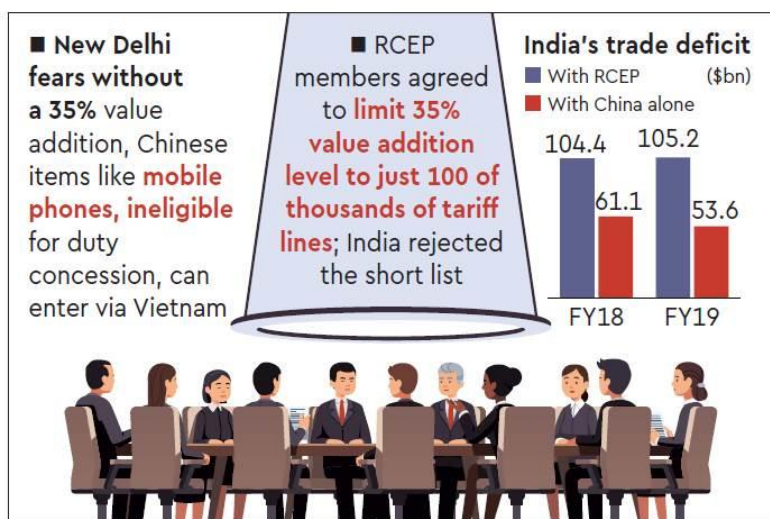 ■ New Delhi
fears without
a 35% value
addition, Chinese
items like mobile
phones, ineligible
for duty
concession, can
enter via Vietnam
■ RCEP
members agreed
to limit 35%
value addition
level to just 100 of
thousands of tariff
lines; India rejected
the short list
India's trade deficit
With RCEP ($bn)
With China alone
104.4 105.2
61.1 53.6
FY18 FY19